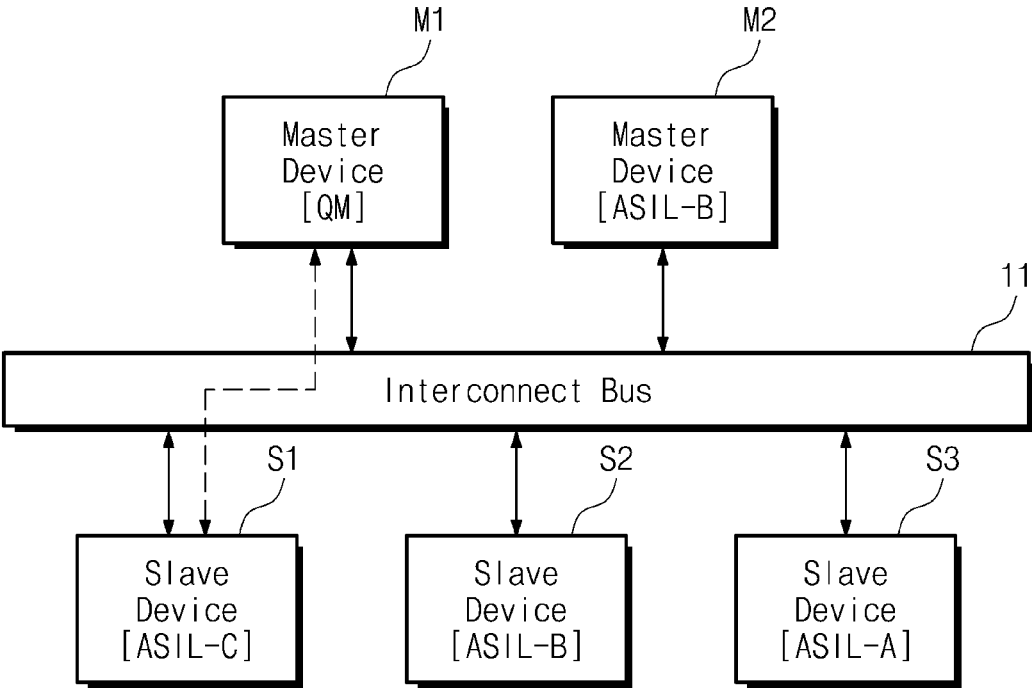 M1
M2
Master
Device
[QM]
Master
Device
[ASIL-B]
11
Interconnect Bus
S1
S2
S3
Slave
Device
[ASIL-C]
Slave
Device
[ASIL-B]
Slave
Device
[ASIL-A]